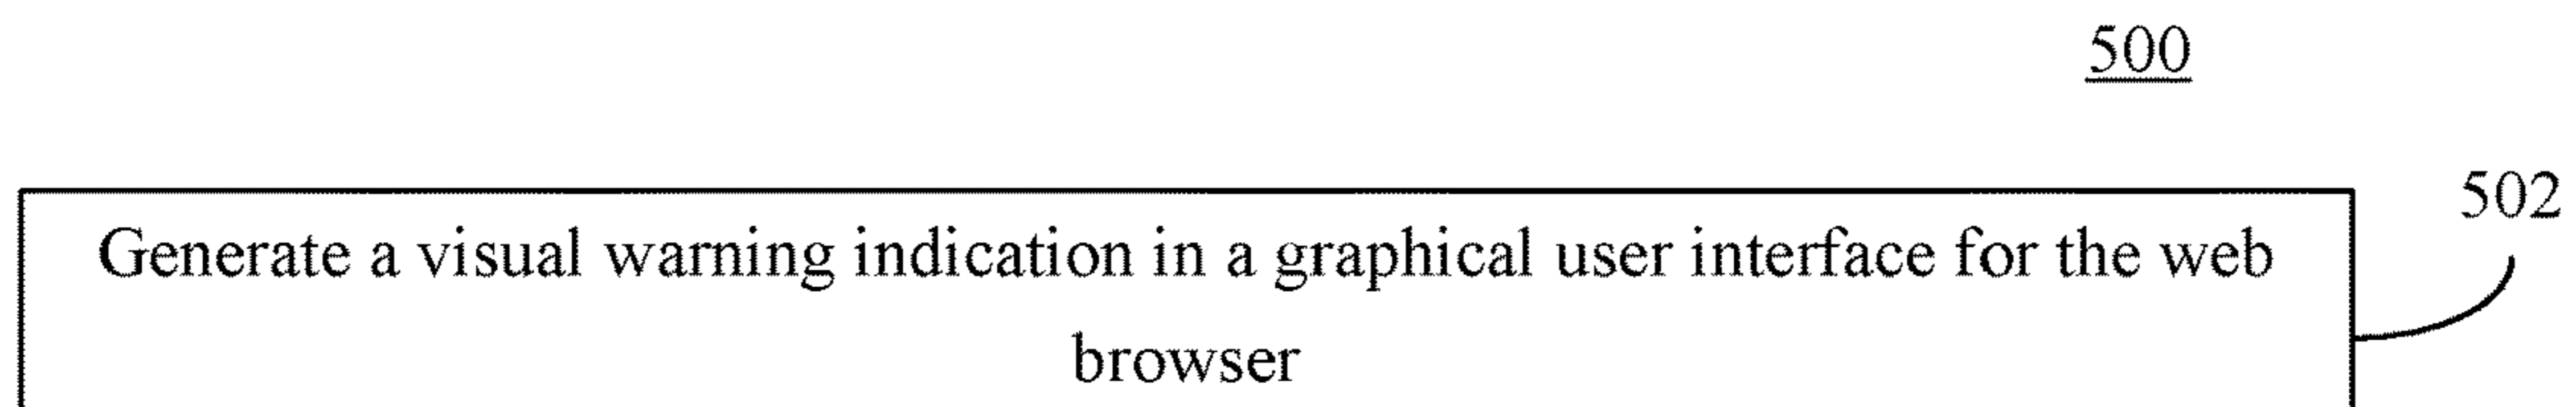 500
502
Generate a visual warning indication in a graphical user interface for the web
browser